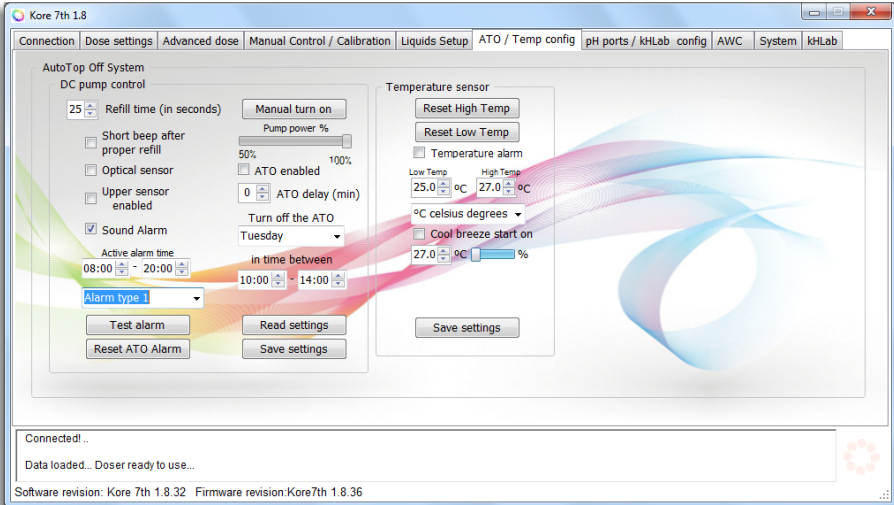 Kore 7th 1.8
Connection Dose settings Advanced dose Manual Control / Calibration Liquids Setup ATO / Temp config pH ports / kHLab config AWC System kHLab
AutoTop Off System
DC pump control
25 Refill time (in seconds)
Manual turn on
Short beep after
proper refill
Pump power %
50% 100%
Optical sensor
ATO enabled
Upper sensor
enabled
0 ATO delay (min)
Sound Alarm
Turn off the ATO
Tuesday
Active alarm time
08:00 - 20:00
in time between
10:00 - 14:00
Alarm type 1
Test alarm
Read settings
Reset ATO Alarm
Save settings
Temperature sensor
Reset High Temp
Reset Low Temp
Temperature alarm
Low Temp High Temp
25.0 ºC 27.0 ºC
ºC celsius degrees
Cool breeze start on
27.0 ºC %
Save settings
Connected! ..
Data loaded... Doser ready to use...
Software revision: Kore 7th 1.8.32 Firmware revision:Kore7th 1.8.36